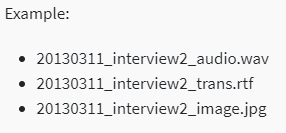 Example:
• 20130311_interview2_audio.wav
• 20130311_interview2_trans.rtf
• 20130311_interview2_image.jpg